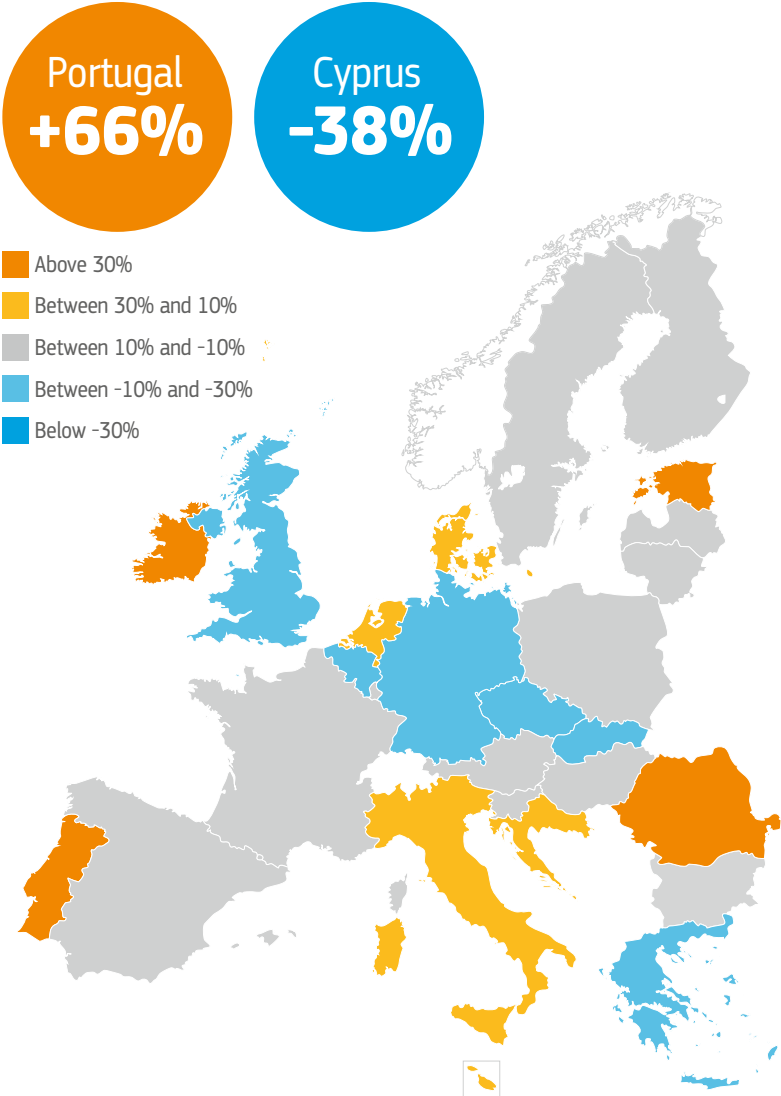 Portugal
+66%
Cyprus
-38%
Above 30%
Between 30% and 10%
Between 10% and -10%
Between -10% and -30%
Below -30%